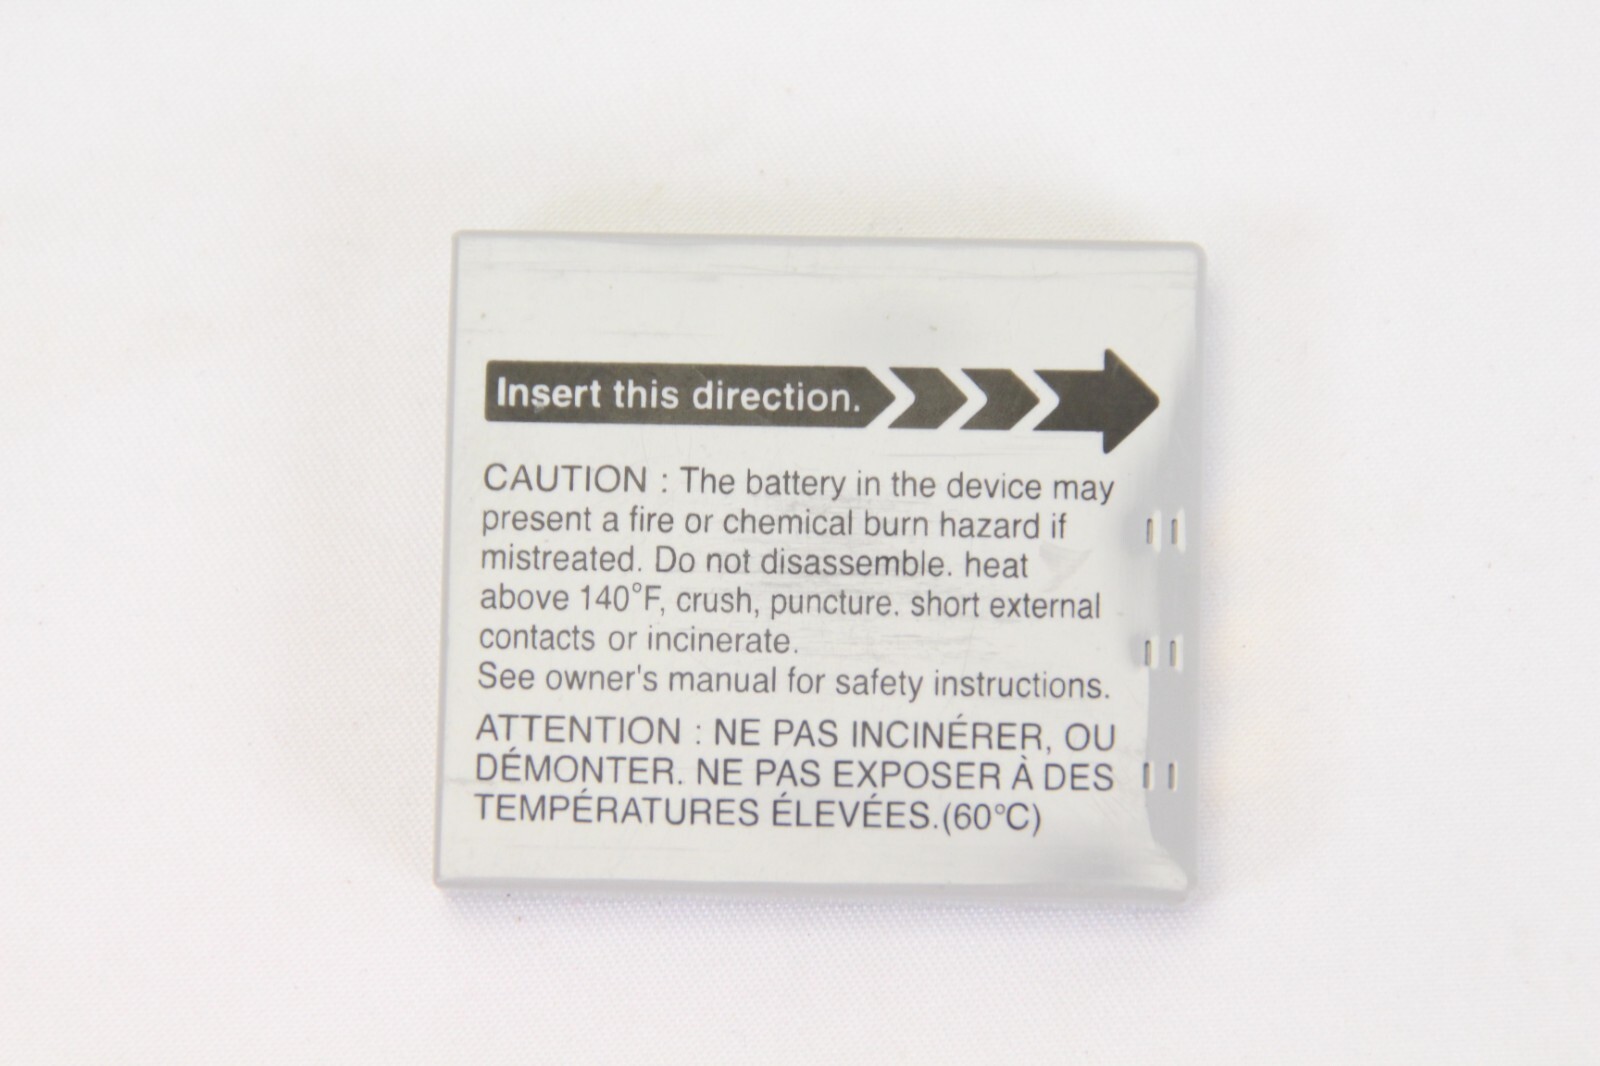 Insert this direction.
CAUTION : The battery in the device may
present a fire or chemical burn hazard if
mistreated. Do not disassemble. heat
above 140°F, crush, puncture. short external
contacts or incinerate.
See owner's manual for safety instructions.
ATTENTION : NE PAS INCINÉRER, OU
DÉMONTER. NE PAS EXPOSER À DES
TEMPÉRATURES ÉLEVÉES.(60°C)